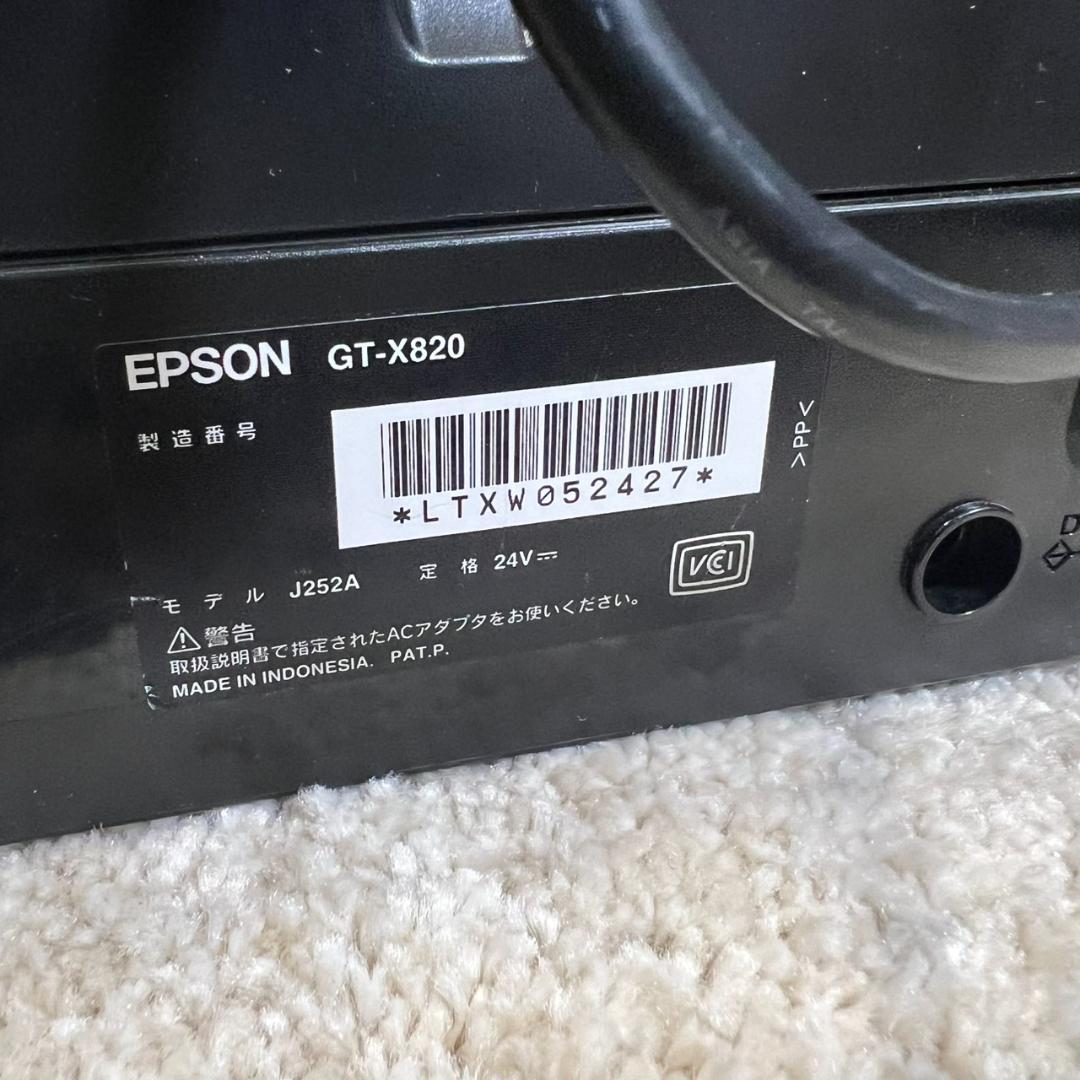 EPSON GT-X820
製造番号
*LTXW052427*
>PP<
モデル J252A 定格 24V⎓
VCCI
⚠警告
取扱説明書で指定されたACアダプタをお使いください。
MADE IN INDONESIA. PAT.P.
D